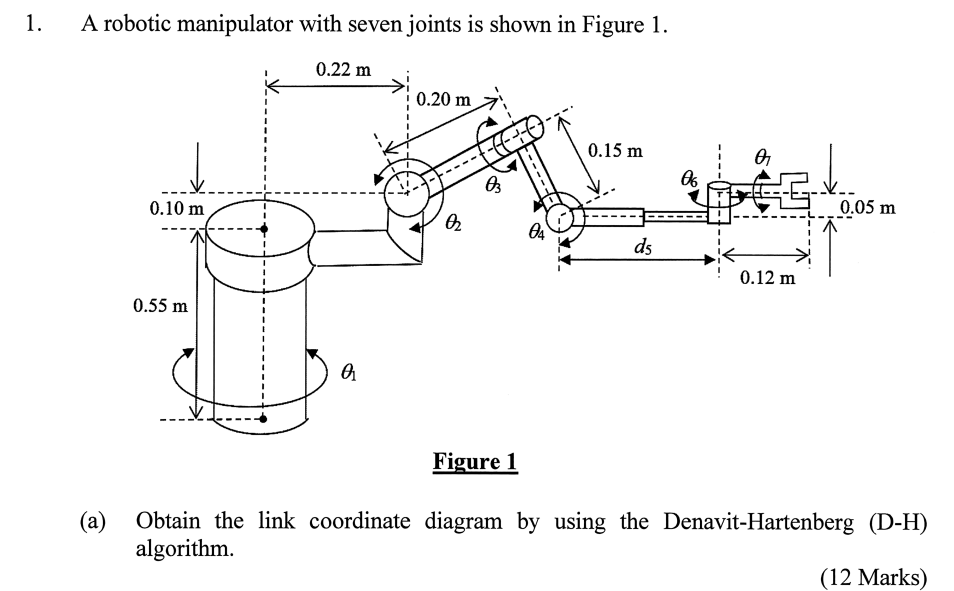 1. A robotic manipulator with seven joints is shown in Figure 1.
0.22 m
0.20 m
0.15 m
θ7
θ6
0.10 m
θ3
0.05 m
θ2
θ4
d5
0.12 m
0.55 m
θ1
Figure 1
(a) Obtain the link coordinate diagram by using the Denavit-Hartenberg (D-H)
algorithm.
(12 Marks)